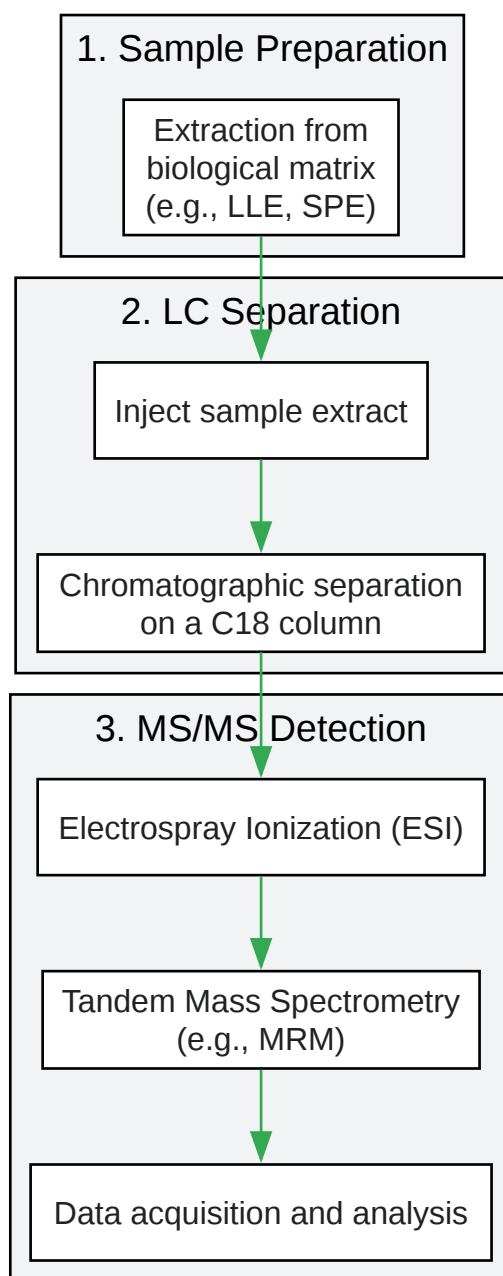 1. Sample Preparation
Extraction from
biological matrix
(e.g., LLE, SPE)
2. LC Separation
Inject sample extract
Chromatographic separation
on a C18 column
3. MS/MS Detection
Electrospray Ionization (ESI)
Tandem Mass Spectrometry
(e.g., MRM)
Data acquisition and analysis